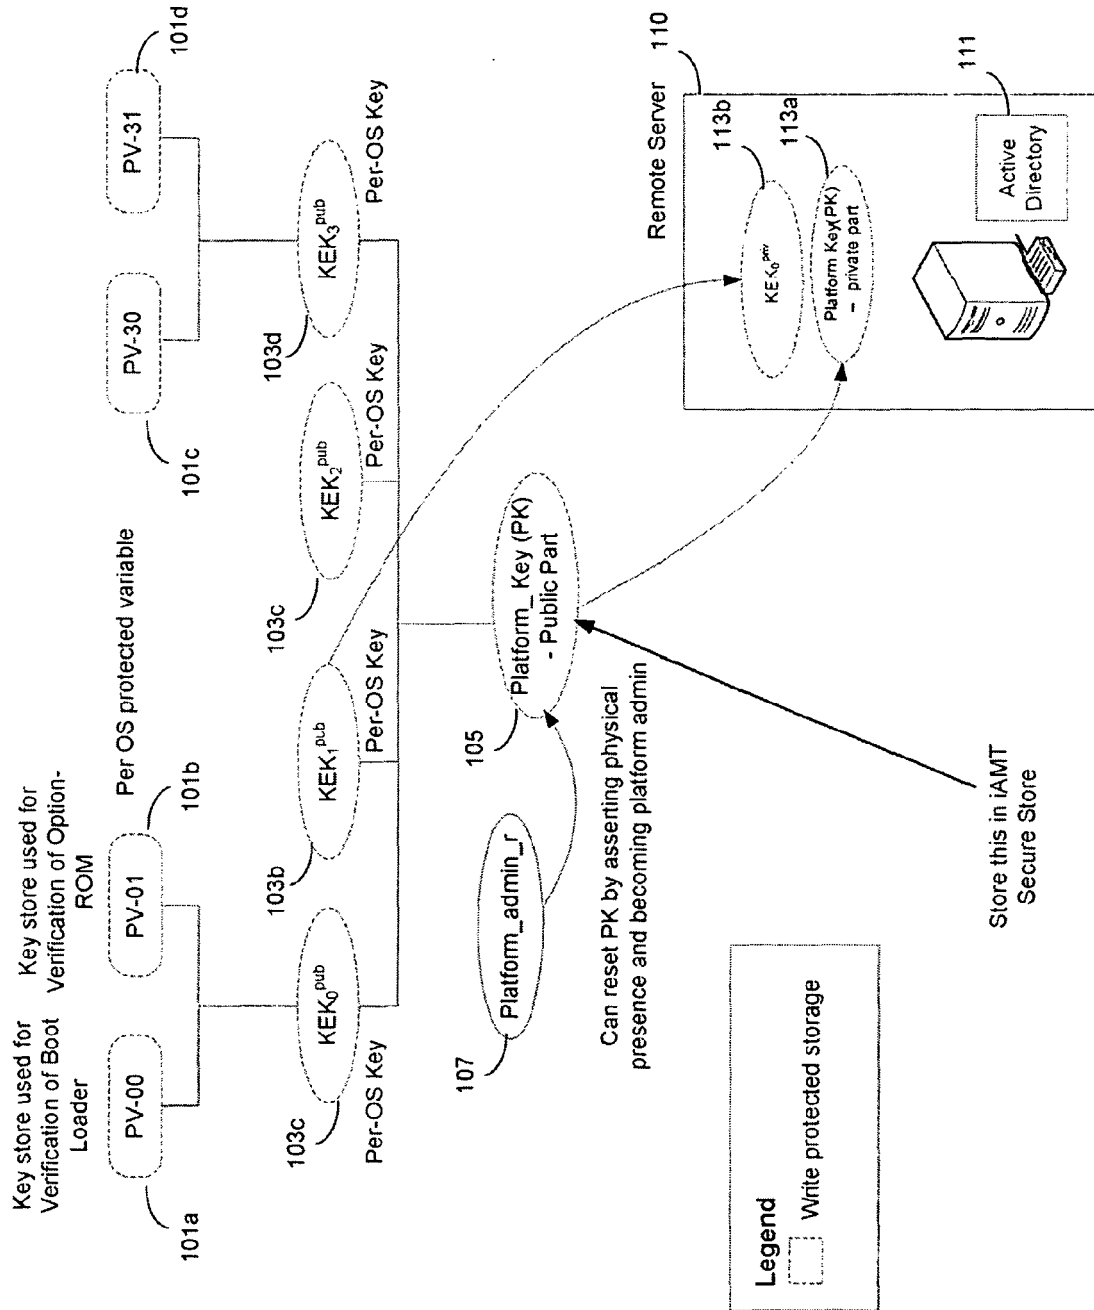 Key store used for
Verification of Boot
Loader
Key store used for
Verification of Option-
ROM
Per OS protected variable
101a
PV-00
PV-01
101b
101c
PV-30
PV-31
101d
103c
KEK0pub
Per-OS Key
103b
KEK1pub
Per-OS Key
103c
KEK2pub
Per-OS Key
103d
KEK3pub
Per-OS Key
107
Platform_admin_r
105
Platform_Key (PK)
- Public Part
Can reset PK by asserting physical
presence and becoming platform admin
Store this in iAMT
Secure Store
Remote Server
110
KEK0priv
113b
Platform Key(PK)
– private part
113a
Active
Directory
111
Legend
Write protected storage